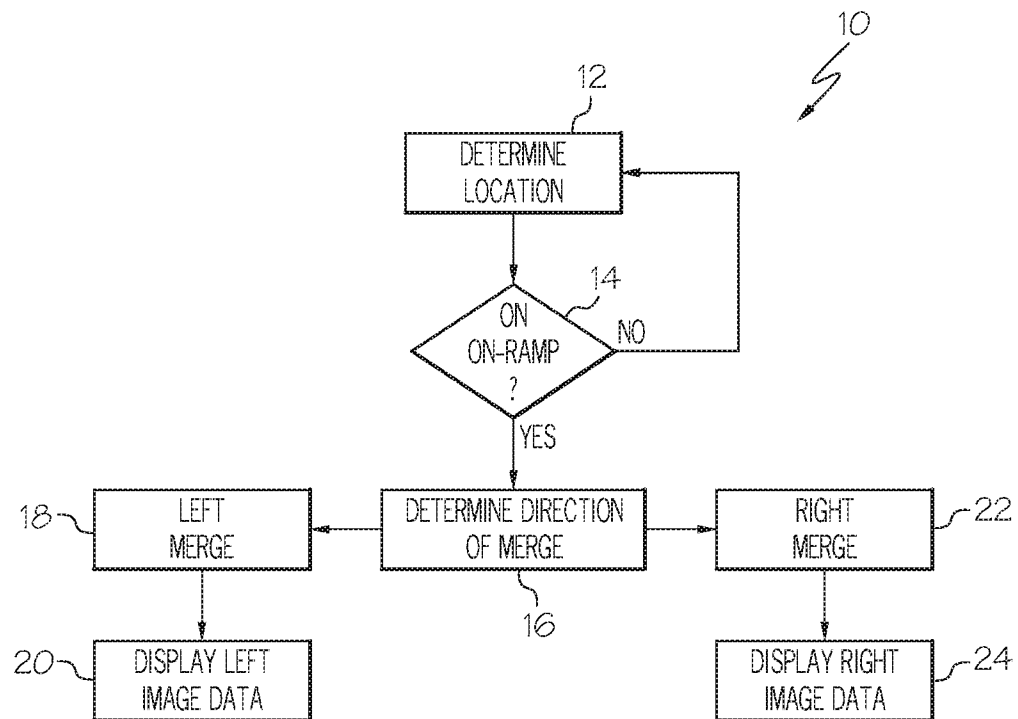 10
12
DETERMINE
LOCATION
14
ON
ON-RAMP
?
NO
YES
18
LEFT
MERGE
DETERMINE DIRECTION
OF MERGE
RIGHT
MERGE
22
16
20
DISPLAY LEFT
IMAGE DATA
DISPLAY RIGHT
IMAGE DATA
24